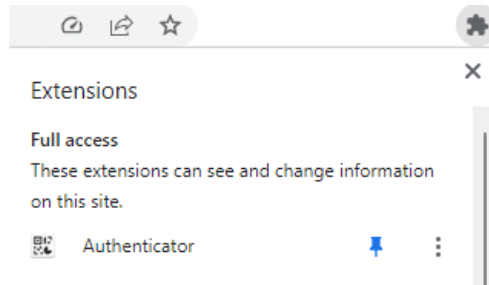 Extensions
Full access
These extensions can see and change information
on this site.
Authenticator